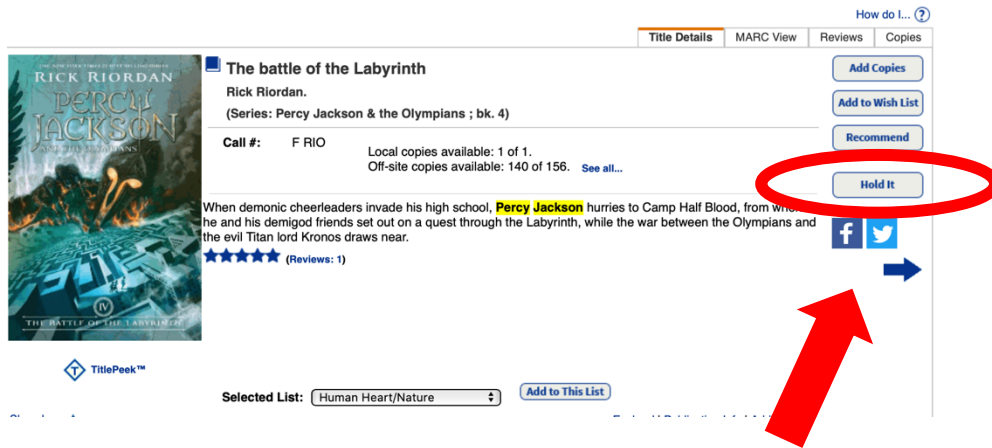 How do I... ?
Title Details MARC View Reviews Copies
RICK RIORDAN
PERCY
JACKSON
AND THE OLYMPIANS
IV
THE BATTLE OF THE LABYRINTH
The battle of the Labyrinth
Rick Riordan.
(Series: Percy Jackson & the Olympians ; bk. 4)
Call #: F RIO
Local copies available: 1 of 1.
Off-site copies available: 140 of 156. See all...
When demonic cheerleaders invade his high school, Percy Jackson hurries to Camp Half Blood, from
he and his demigod friends set out on a quest through the Labyrinth, while the war between the Olympians and
the evil Titan lord Kronos draws near.
(Reviews: 1)
Add Copies
Add to Wish List
Recommend
Hold It
f
T TitlePeek™
Selected List: Human Heart/Nature Add to This List